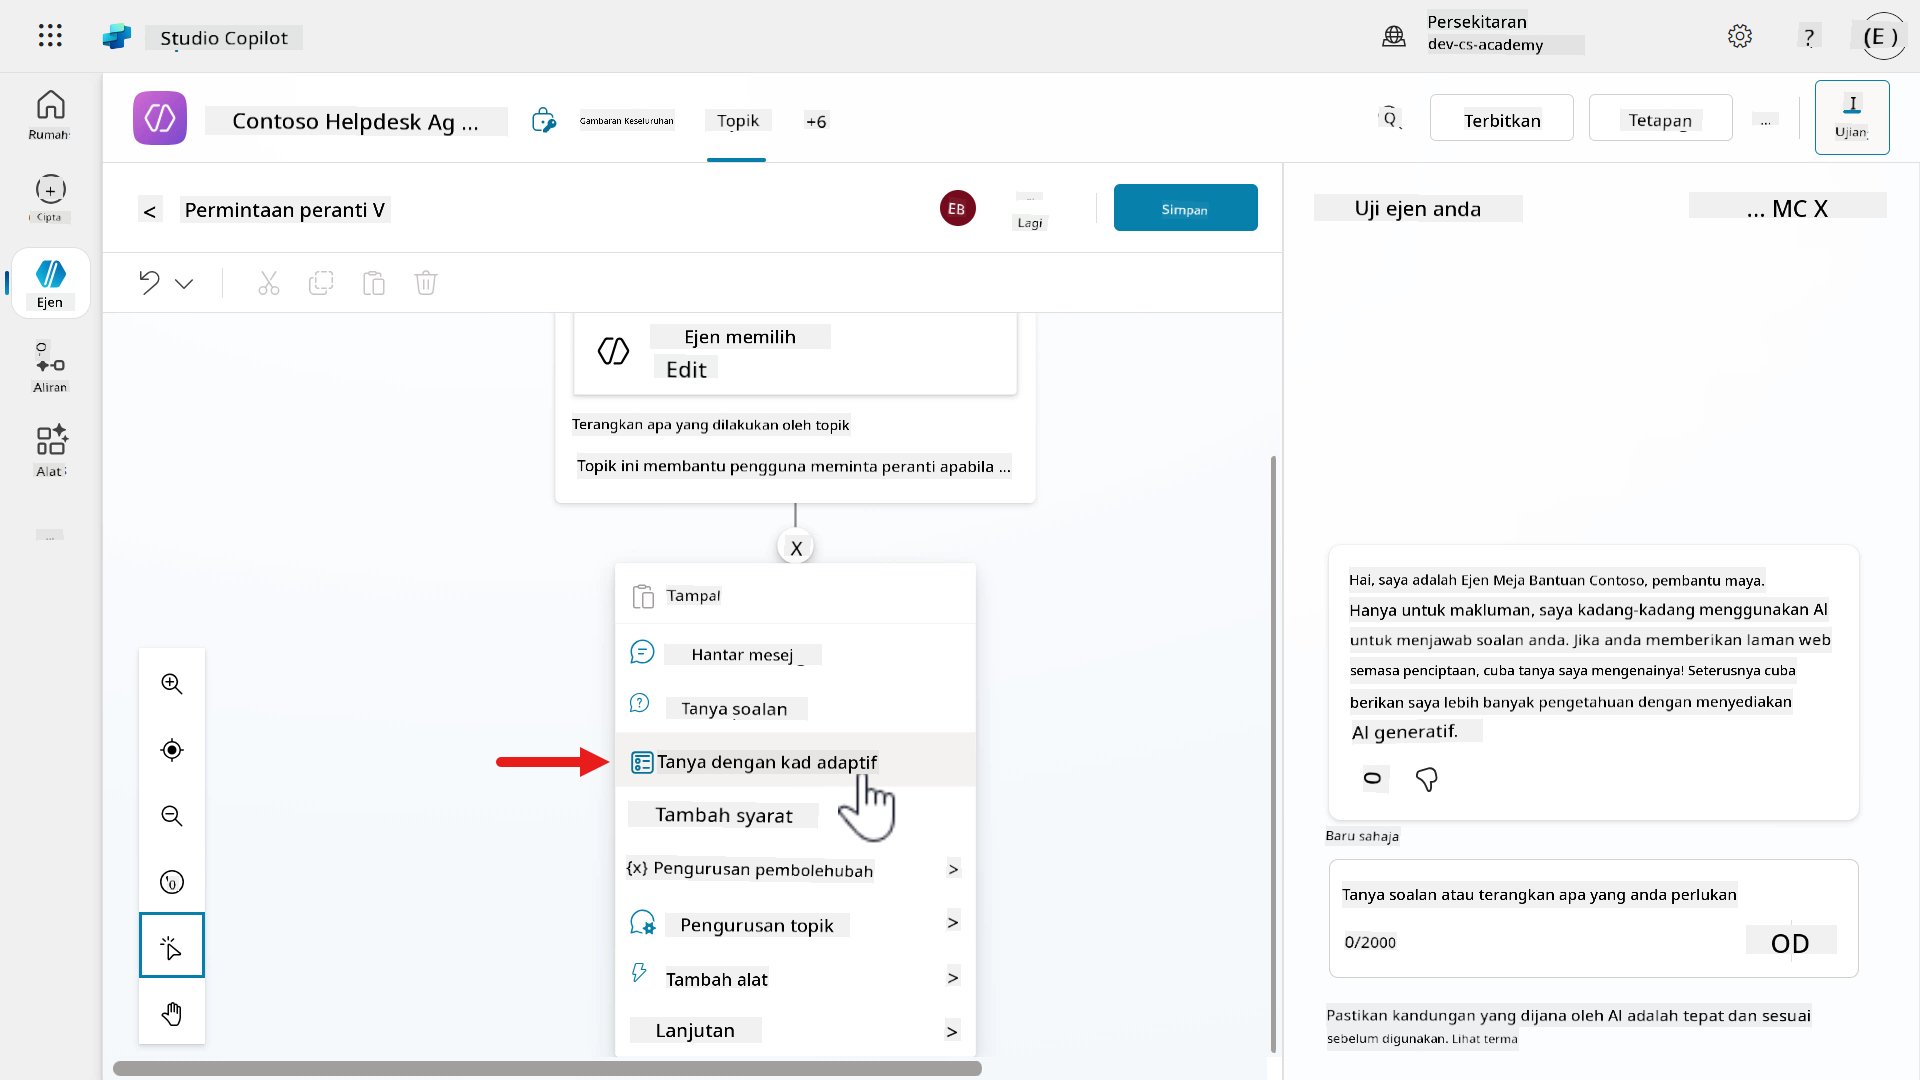 Studio Copilot
Persekitaran
dev-cs-academy
?
(E )
Rumah
Cipta
Ejen
Aliran
Alat
...
Contoso Helpdesk Ag ...
Gambaran Keseluruhan
Topik
+6
Terbitkan
Tetapan
...
Ujian
< Permintaan peranti V
EB
Lagi
Simpan
Ejen memilih
Edit
Terangkan apa yang dilakukan oleh topik
Topik ini membantu pengguna meminta peranti apabila ...
X
Tampal
Hantar mesej
Tanya soalan
Tanya dengan kad adaptif
Tambah syarat
{x} Pengurusan pembolehubah >
Pengurusan topik >
Tambah alat >
Lanjutan >
Uji ejen anda
... MC X
Hai, saya adalah Ejen Meja Bantuan Contoso, pembantu maya.
Hanya untuk makluman, saya kadang-kadang menggunakan AI
untuk menjawab soalan anda. Jika anda memberikan laman web
semasa penciptaan, cuba tanya saya mengenainya! Seterusnya cuba
berikan saya lebih banyak pengetahuan dengan menyediakan
AI generatif.
0
Baru sahaja
Tanya soalan atau terangkan apa yang anda perlukan
0/2000
OD
Pastikan kandungan yang dijana oleh AI adalah tepat dan sesuai
sebelum digunakan. Lihat terma